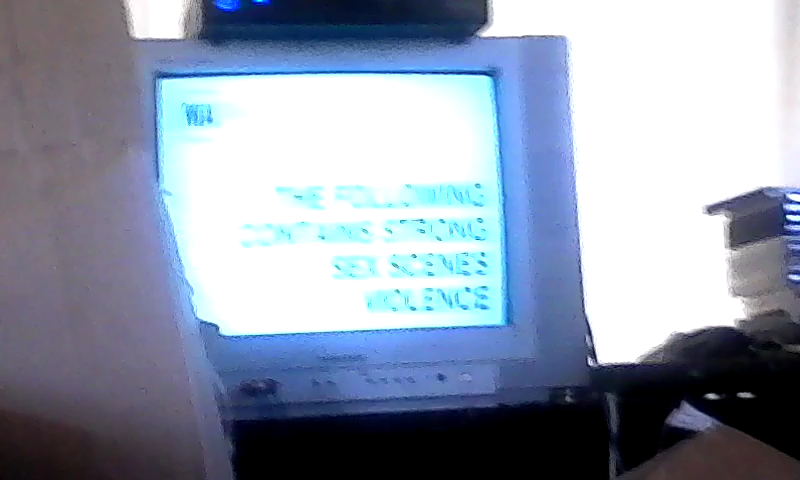 THE FOLLOWING
CONTAINS STRONG
SEX SCENES
VIOLENCE